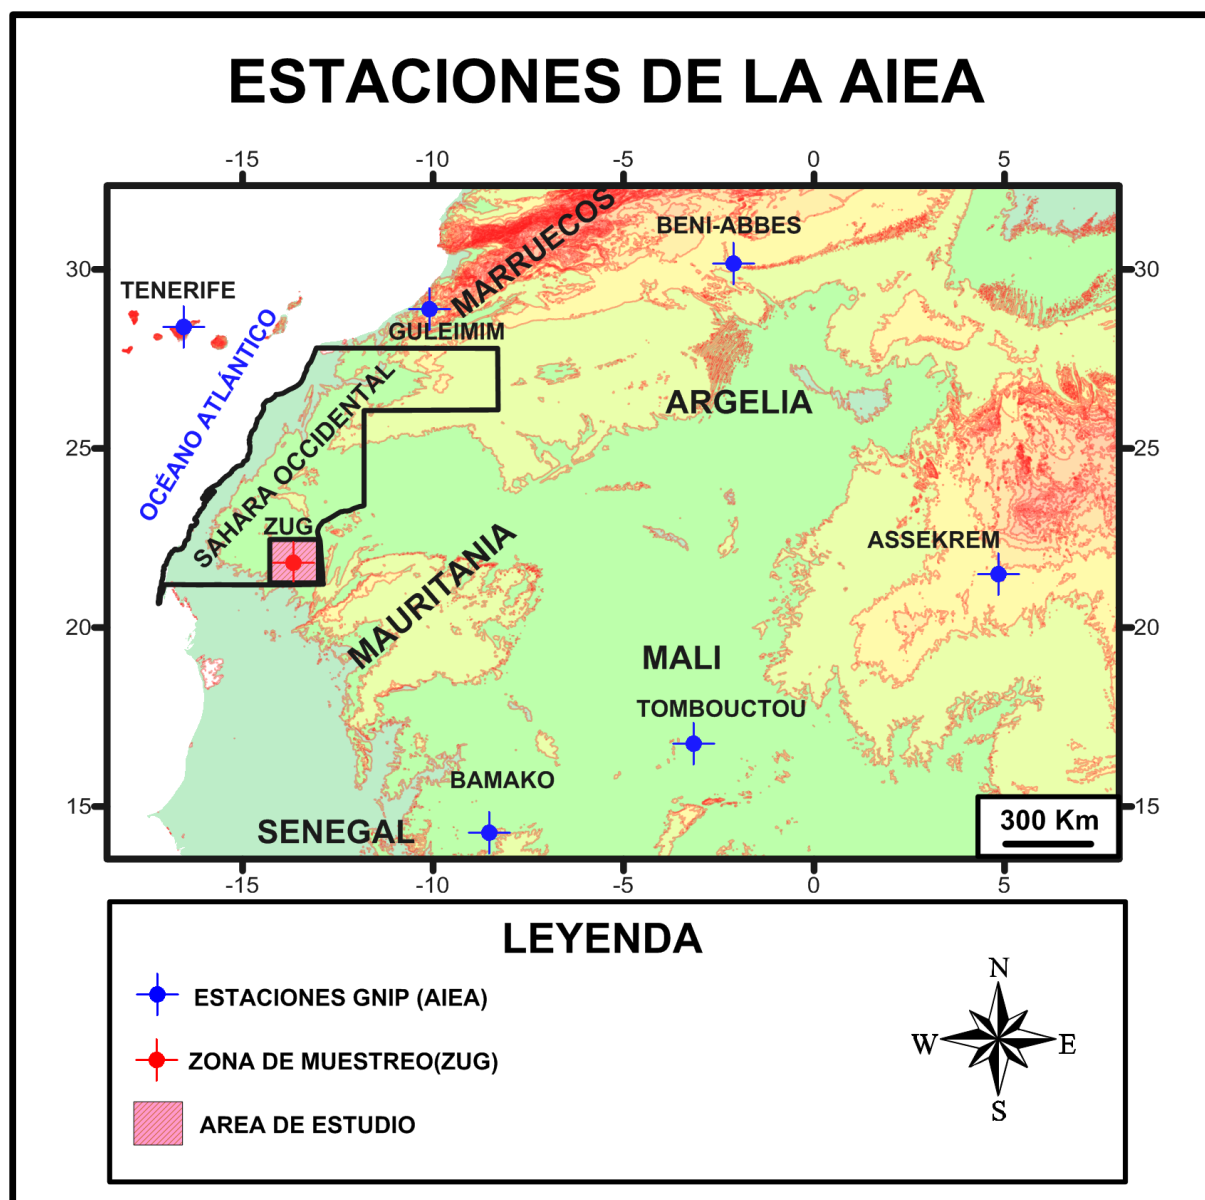 ESTACIONES DE LA AIEA
-15 -10 -5 0 5
MARRUECOS
BENI-ABBES
30 30
TENERIFE
GULEIMIM
OCÉANO ATLÁNTICO
SAHARA OCCIDENTAL
ARGELIA
25 25
ZUG
ASSEKREM
MAURITANIA
20 20
MALI
TOMBOUCTOU
BAMAKO
15 15
SENEGAL
300 Km
-15 -10 -5 0 5
LEYENDA
ESTACIONES GNIP (AIEA)
ZONA DE MUESTREO(ZUG)
AREA DE ESTUDIO
N
W E
S